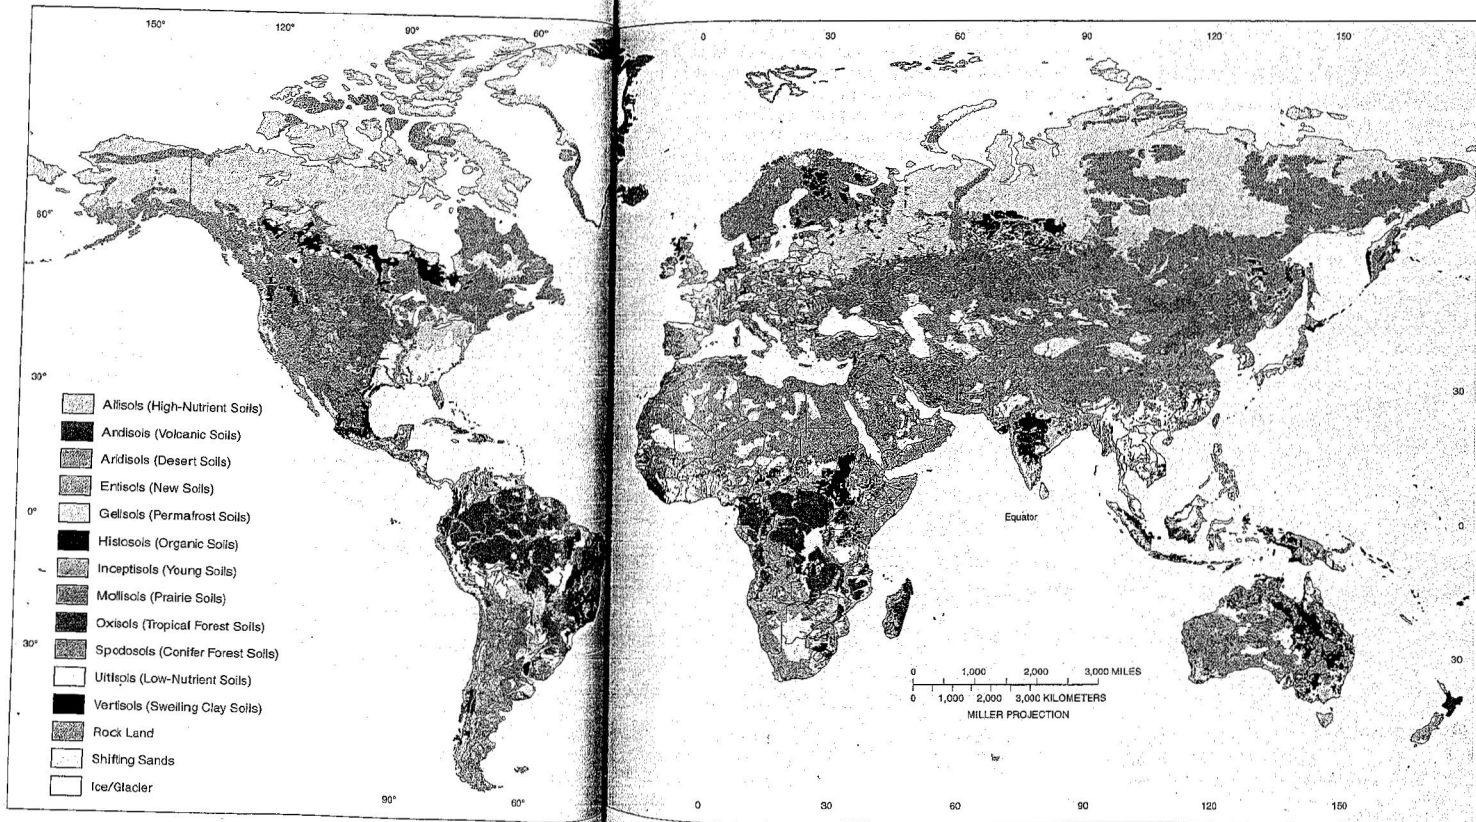 150°
120°
90°
60°
0
30
60
90
120
150
60°
30°
30
Alfisols (High-Nutrient Soils)
Andisols (Volcanic Soils)
Aridisols (Desert Soils)
Entisols (New Soils)
Gelisols (Permafrost Soils)
Histosols (Organic Soils)
Inceptisols (Young Soils)
Mollisols (Prairie Soils)
Oxisols (Tropical Forest Soils)
Spodosols (Conifer Forest Soils)
Ultisols (Low-Nutrient Soils)
Vertisols (Swelling Clay Soils)
Rock Land
Shifting Sands
Ice/Glacier
0°
Equator
0
30°
30
0 1,000 2,000 3,000 MILES
0 1,000 2,000 3,000 KILOMETERS
MILLER PROJECTION
90°
60°
0
30
60
90
120
150